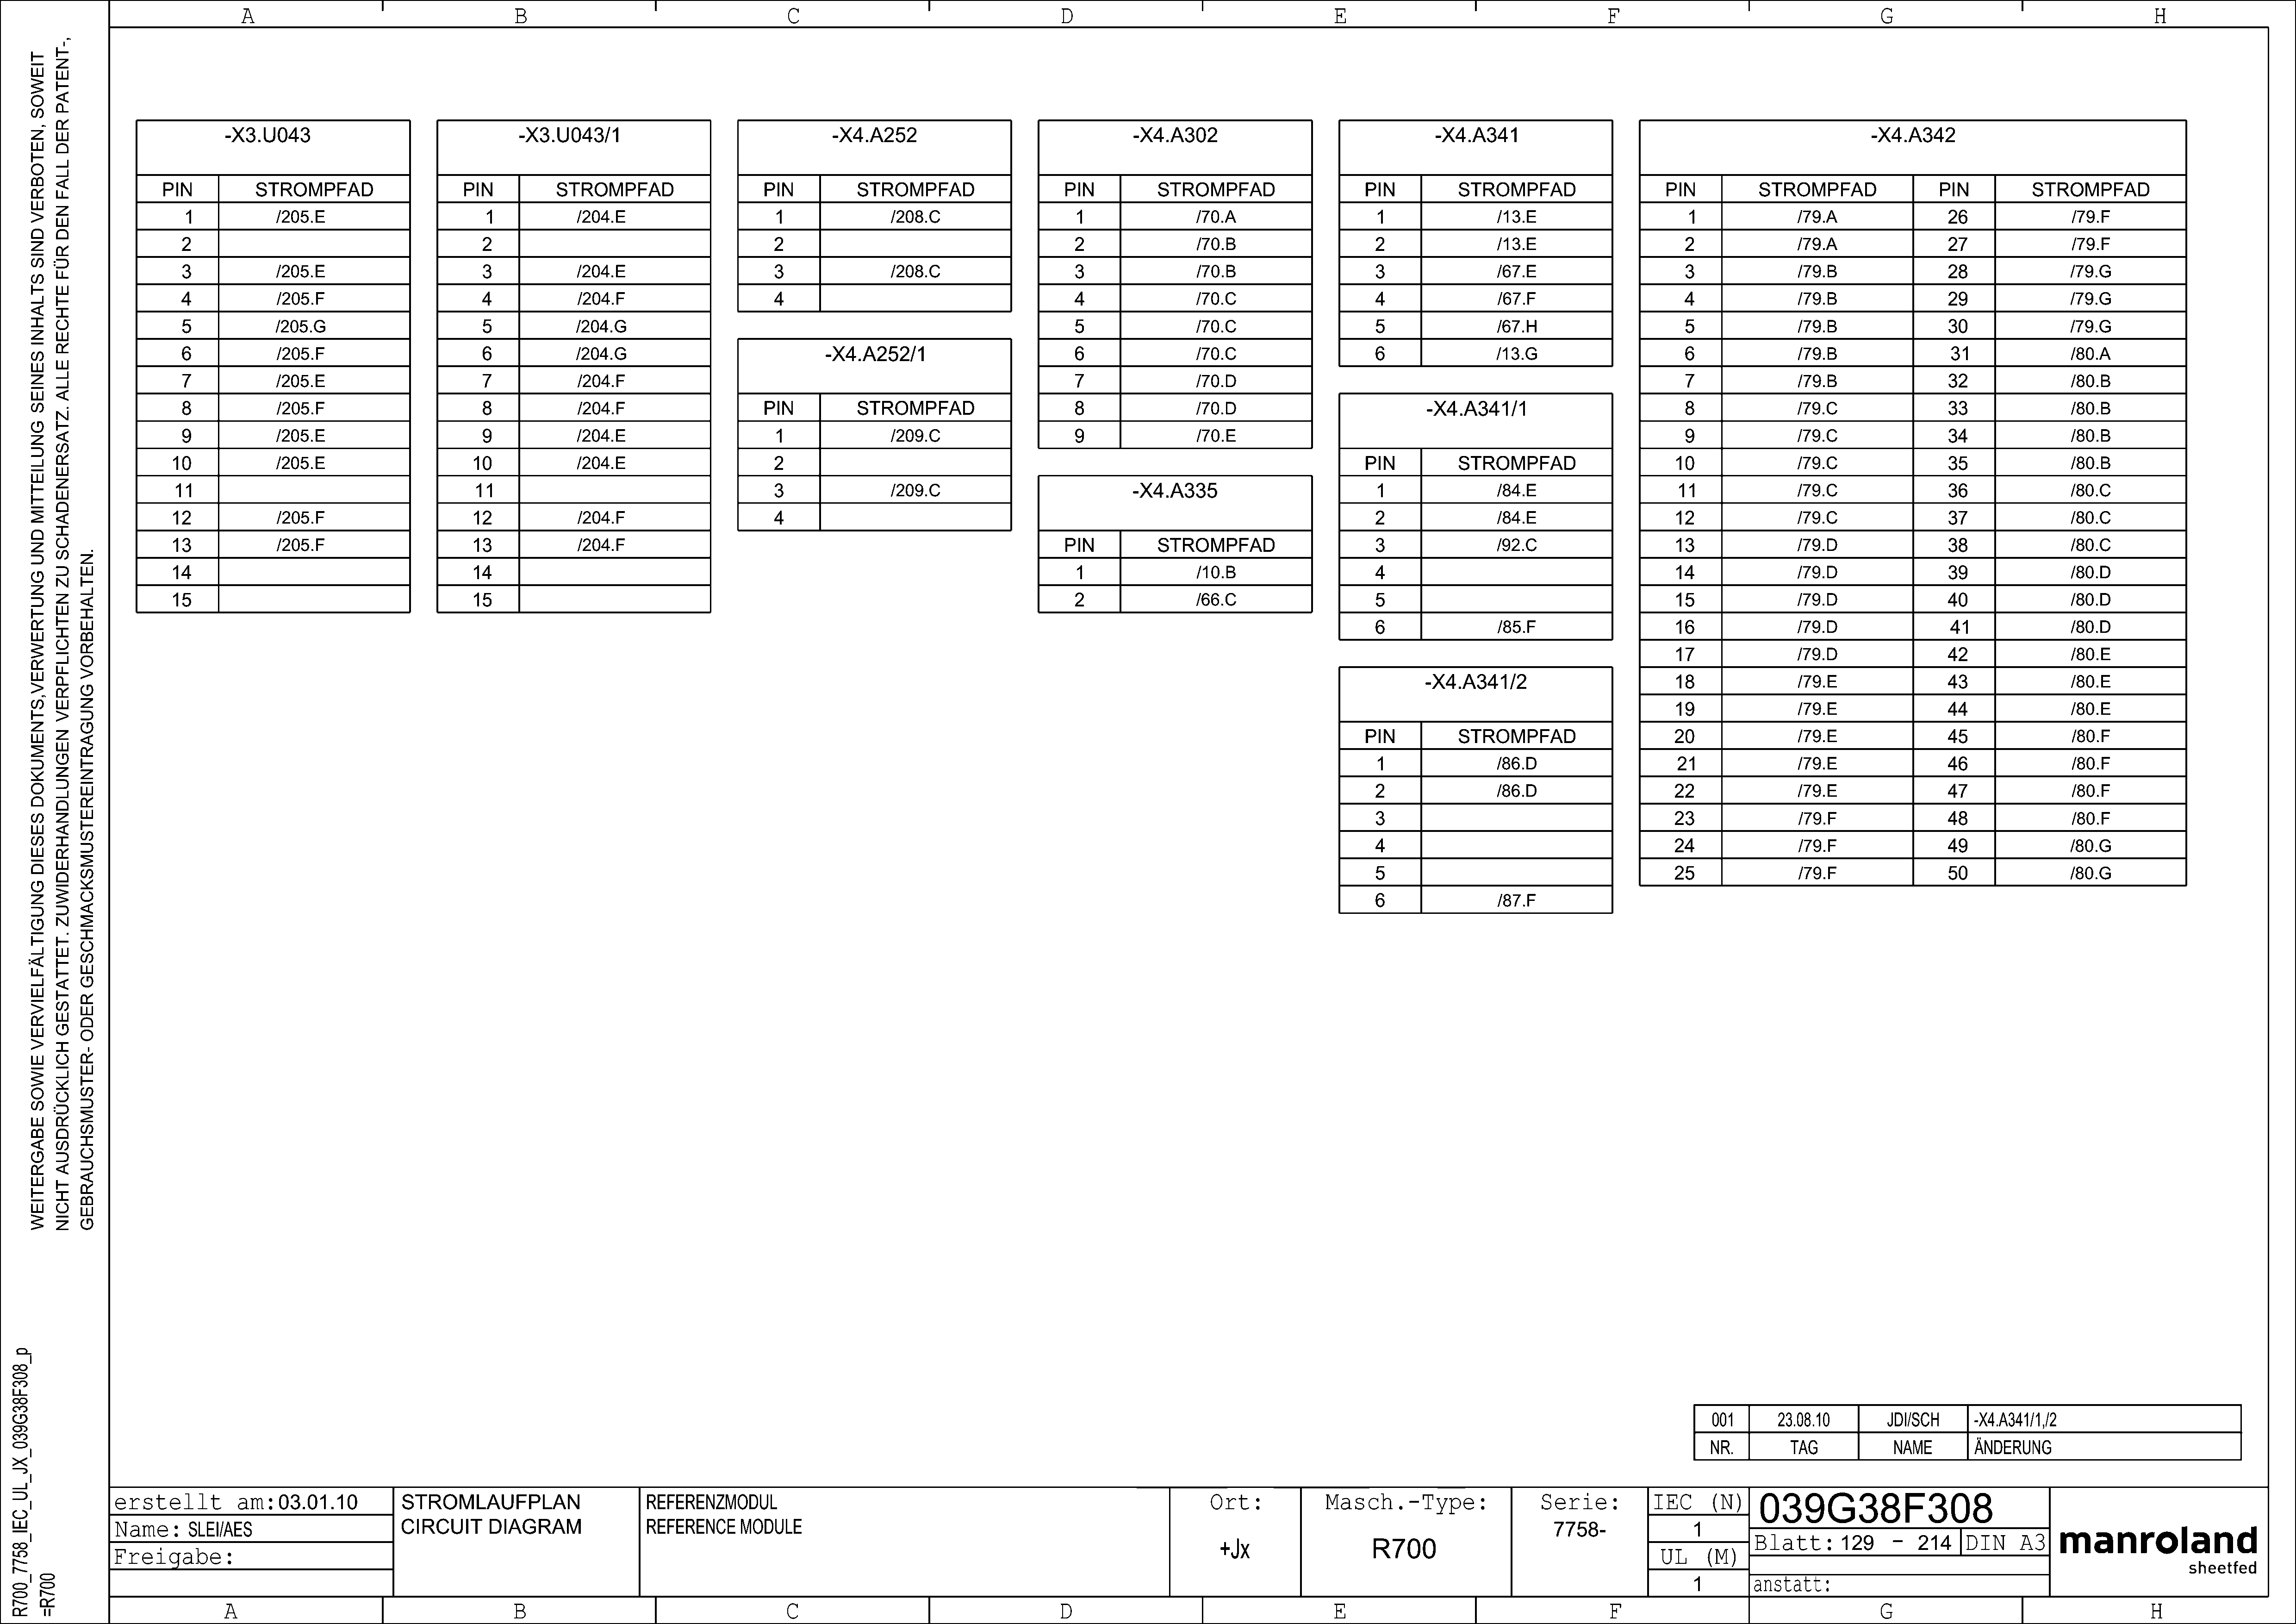 A B C D E F G H
WEITERGABE SOWIE VERVIELFÄLTIGUNG DIESES DOKUMENTS,VERWERTUNG UND MITTEILUNG SEINES INHALTS SIND VERBOTEN, SOWEIT
NICHT AUSDRÜCKLICH GESTATTET. ZUWIDERHANDLUNGEN VERPFLICHTEN ZU SCHADENERSATZ. ALLE RECHTE FÜR DEN FALL DER PATENT-,
GEBRAUCHSMUSTER- ODER GESCHMACKSMUSTEREINTRAGUNG VORBEHALTEN.
R700_7758_IEC_UL_JX_039G38F308_p
=R700
-X3.U043
PIN STROMPFAD
1 /205.E
2
3 /205.E
4 /205.F
5 /205.G
6 /205.F
7 /205.E
8 /205.F
9 /205.E
10 /205.E
11
12 /205.F
13 /205.F
14
15
-X3.U043/1
PIN STROMPFAD
1 /204.E
2
3 /204.E
4 /204.F
5 /204.G
6 /204.G
7 /204.F
8 /204.F
9 /204.E
10 /204.E
11
12 /204.F
13 /204.F
14
15
-X4.A252
PIN STROMPFAD
1 /208.C
2
3 /208.C
4
-X4.A252/1
PIN STROMPFAD
1 /209.C
2
3 /209.C
4
-X4.A302
PIN STROMPFAD
1 /70.A
2 /70.B
3 /70.B
4 /70.C
5 /70.C
6 /70.C
7 /70.D
8 /70.D
9 /70.E
-X4.A335
PIN STROMPFAD
1 /10.B
2 /66.C
-X4.A341
PIN STROMPFAD
1 /13.E
2 /13.E
3 /67.E
4 /67.F
5 /67.H
6 /13.G
-X4.A341/1
PIN STROMPFAD
1 /84.E
2 /84.E
3 /92.C
4
5
6 /85.F
-X4.A341/2
PIN STROMPFAD
1 /86.D
2 /86.D
3
4
5
6 /87.F
-X4.A342
PIN STROMPFAD PIN STROMPFAD
1 /79.A 26 /79.F
2 /79.A 27 /79.F
3 /79.B 28 /79.G
4 /79.B 29 /79.G
5 /79.B 30 /79.G
6 /79.B 31 /80.A
7 /79.B 32 /80.B
8 /79.C 33 /80.B
9 /79.C 34 /80.B
10 /79.C 35 /80.B
11 /79.C 36 /80.C
12 /79.C 37 /80.C
13 /79.D 38 /80.C
14 /79.D 39 /80.D
15 /79.D 40 /80.D
16 /79.D 41 /80.D
17 /79.D 42 /80.E
18 /79.E 43 /80.E
19 /79.E 44 /80.E
20 /79.E 45 /80.F
21 /79.E 46 /80.F
22 /79.E 47 /80.F
23 /79.F 48 /80.F
24 /79.F 49 /80.G
25 /79.F 50 /80.G
001 23.08.10 JDI/SCH -X4.A341/1,/2
NR. TAG NAME ÄNDERUNG
erstellt am: 03.01.10
Name: SLEI/AES
Freigabe:
STROMLAUFPLAN
CIRCUIT DIAGRAM
REFERENZMODUL
REFERENCE MODULE
Ort:
+Jx
Masch.-Type:
R700
Serie:
7758-
IEC (N)
1
UL (M)
1
039G38F308
Blatt: 129 - 214 DIN A3
anstatt:
manroland
sheetfed
A B C D E F G H